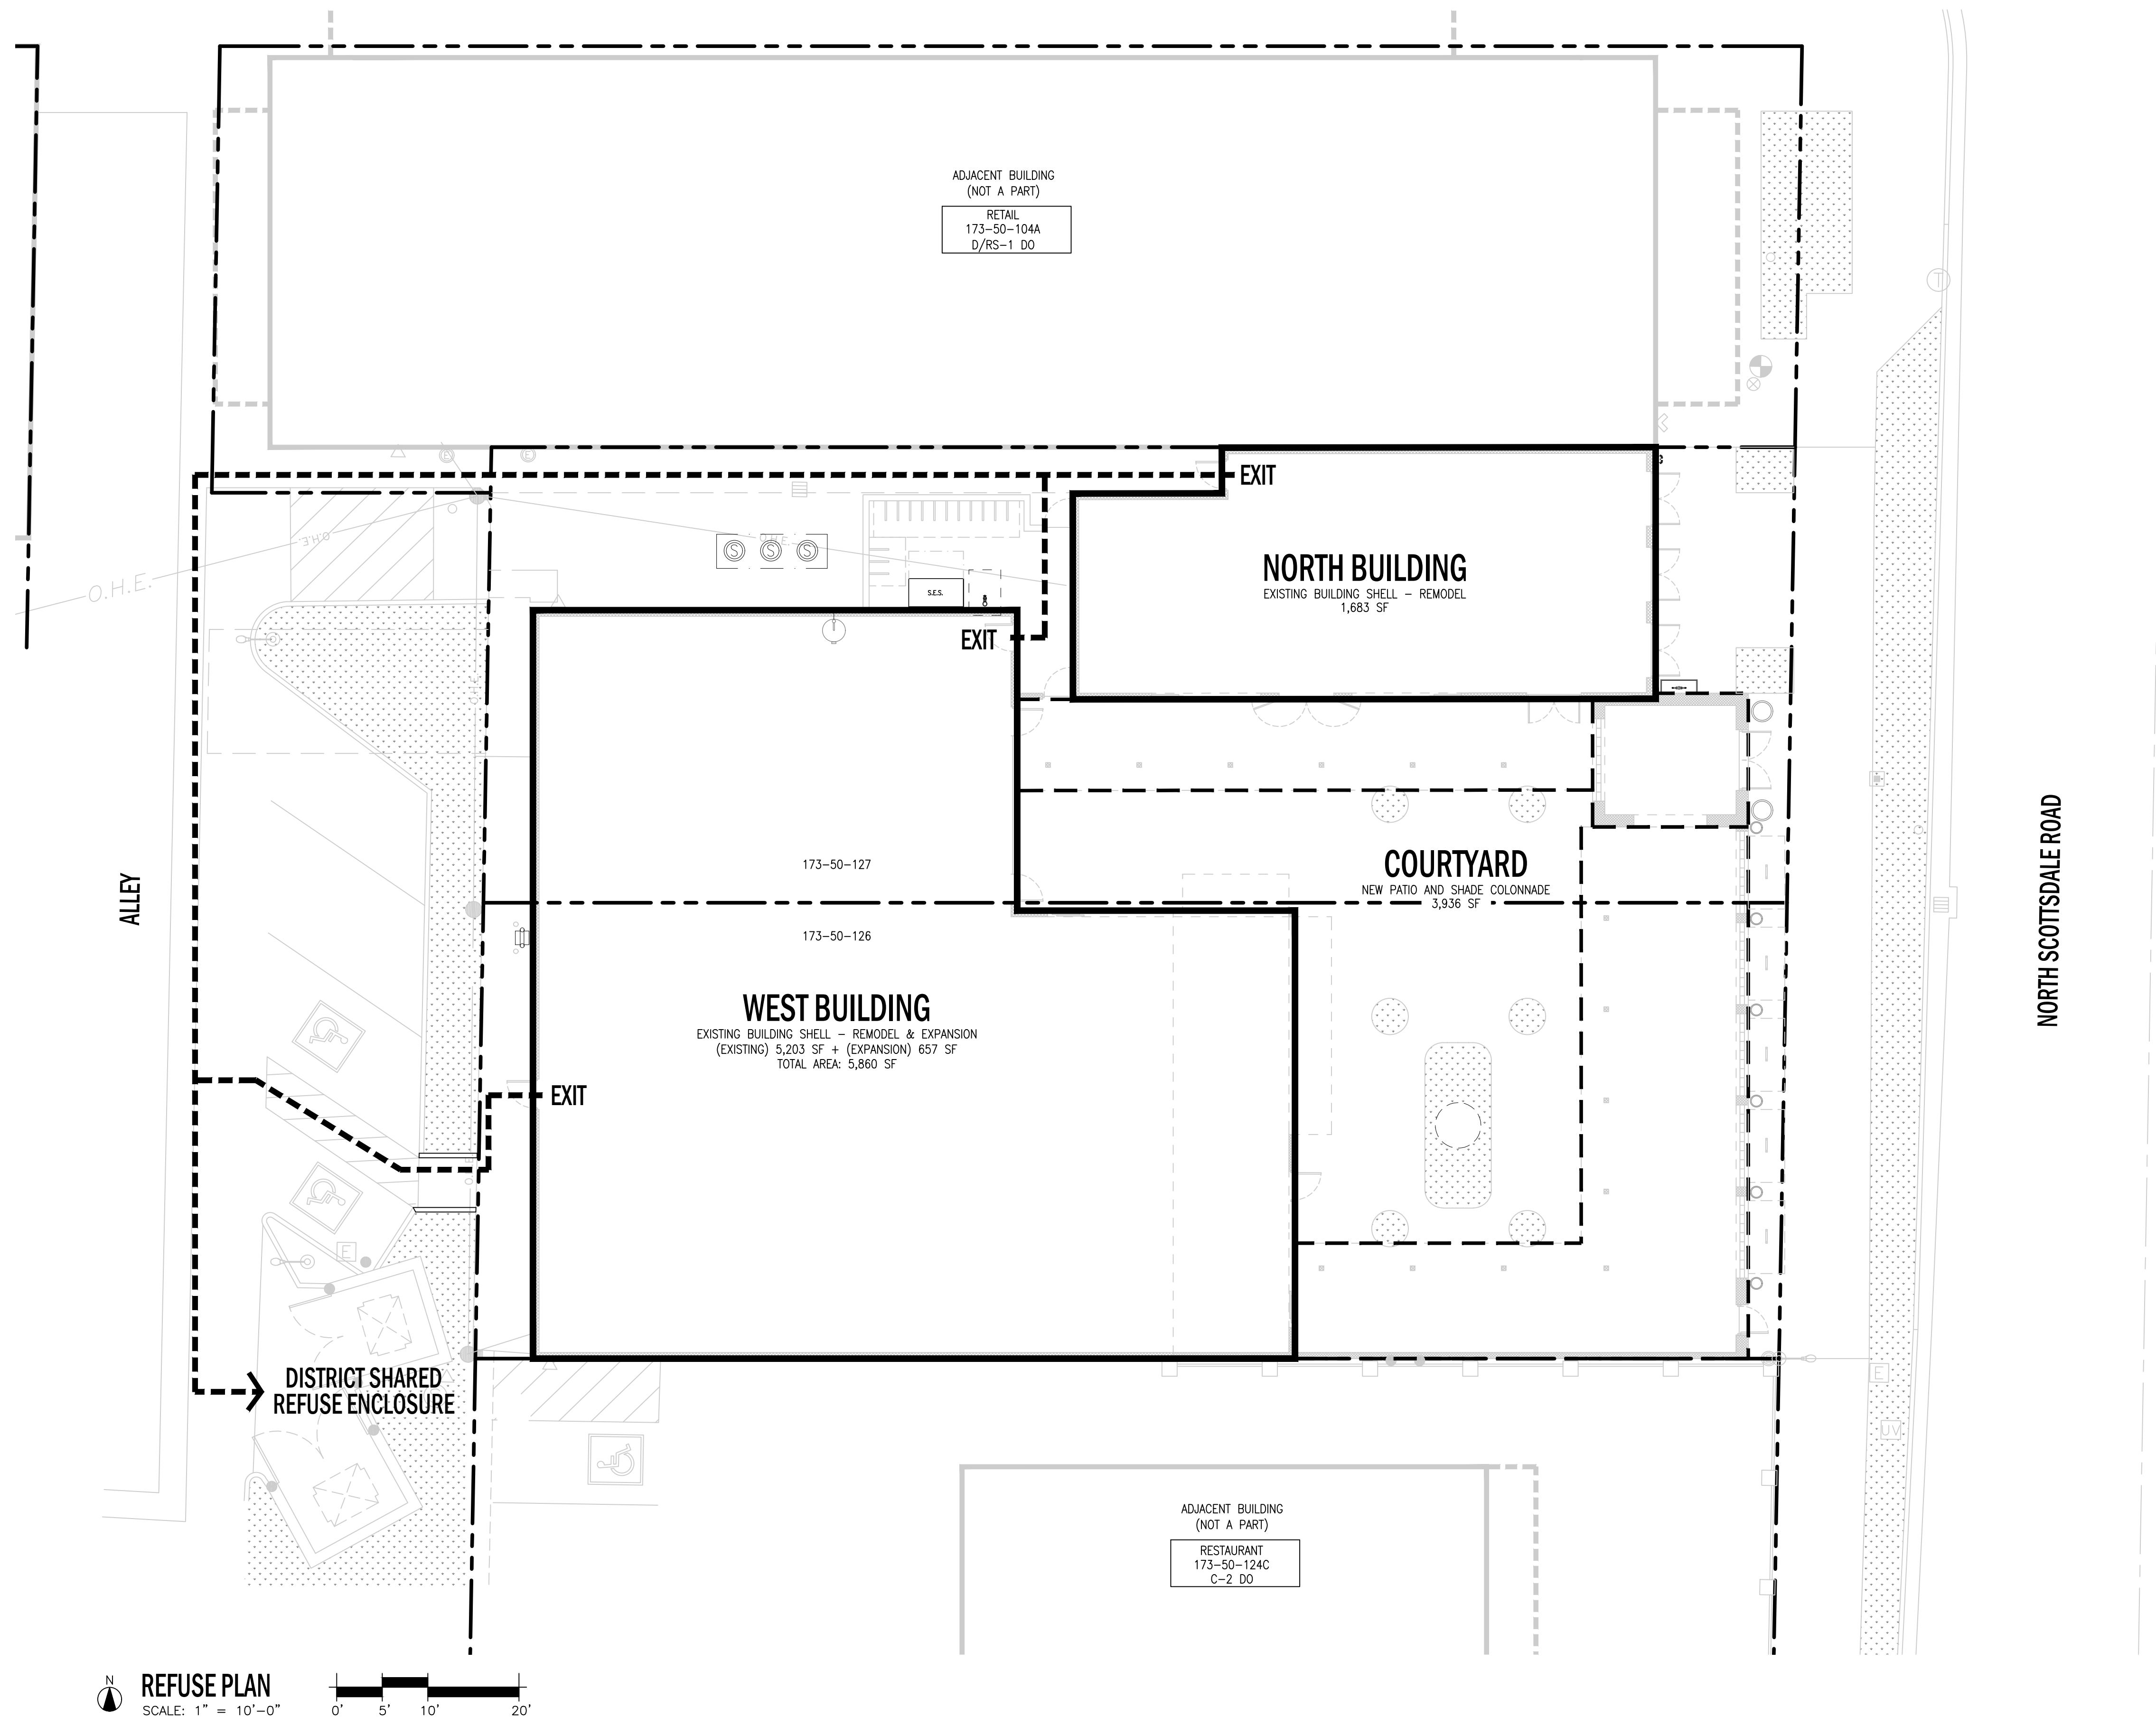 ADJACENT BUILDING
(NOT A PART)
RETAIL
173-50-104A
D/RS-1 DO
T
E
E
EXIT
O.H.E.
O.H.E.
O.H.E.
S S S
S.E.S.
NORTH BUILDING
EXISTING BUILDING SHELL - REMODEL
1,683 SF
EXIT
173-50-127
COURTYARD
NEW PATIO AND SHADE COLONNADE
3,936 SF
ALLEY
NORTH SCOTTSDALE ROAD
173-50-126
WEST BUILDING
EXISTING BUILDING SHELL - REMODEL & EXPANSION
(EXISTING) 5,203 SF + (EXPANSION) 657 SF
TOTAL AREA: 5,860 SF
EXIT
E
DISTRICT SHARED
REFUSE ENCLOSURE
E
UV
ADJACENT BUILDING
(NOT A PART)
RESTAURANT
173-50-124C
C-2 DO
N
REFUSE PLAN
SCALE: 1" = 10'-0"
0' 5' 10' 20'